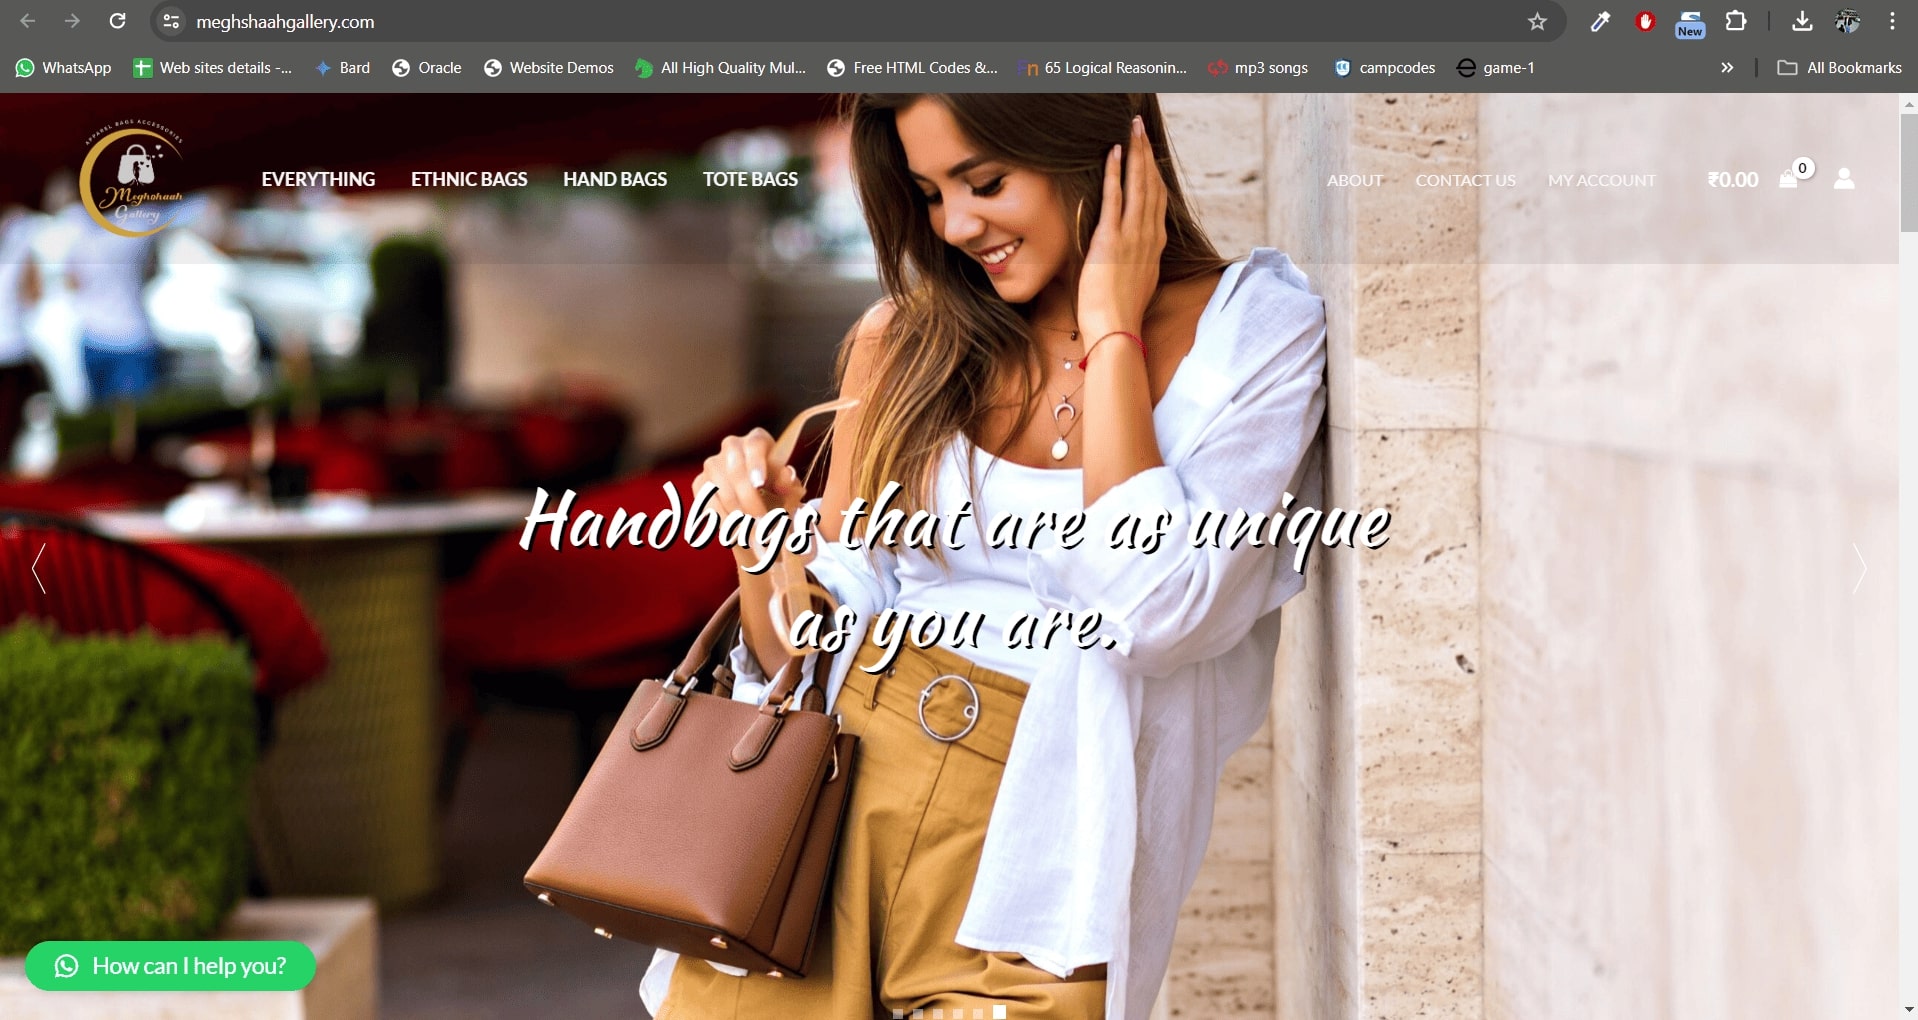 meghshaahgallery.com
New
WhatsApp
Web sites details -...
Bard
Oracle
Website Demos
All High Quality Mul...
Free HTML Codes &...
65 Logical Reasonin...
mp3 songs
campcodes
game-1
All Bookmarks
APPAREL BAGS ACCESSORIES
Meghshaah
Gallery
EVERYTHING
ETHNIC BAGS
HAND BAGS
TOTE BAGS
ABOUT
CONTACT US
MY ACCOUNT
₹0.00
0
Handbags that are as unique
as you are.
How can I help you?